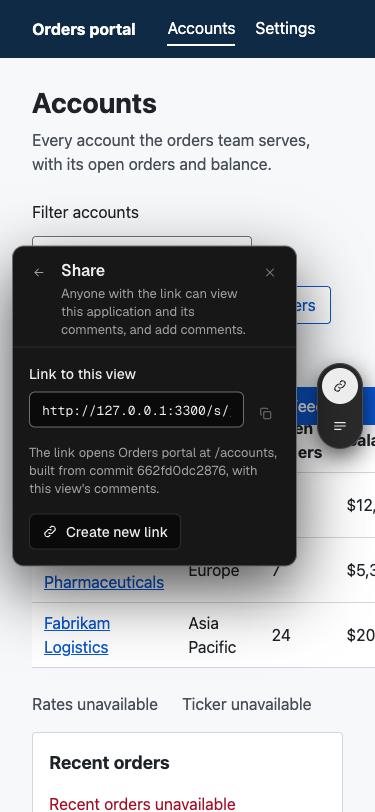 Orders portal
Accounts
Settings
Accounts
Every account the orders team serves,
with its open orders and balance.
Filter accounts
Share
Anyone with the link can view
this application and its
comments, and add comments.
Link to this view
http://127.0.0.1:3300/s/
The link opens Orders portal at /accounts,
built from commit 662fd0dc2876, with
this view's comments.
Create new link
$12,
Pharmaceuticals
Europe
7
$5,3
Fabrikam
Logistics
Asia
Pacific
24
$20
Rates unavailable
Ticker unavailable
Recent orders
Recent orders unavailable